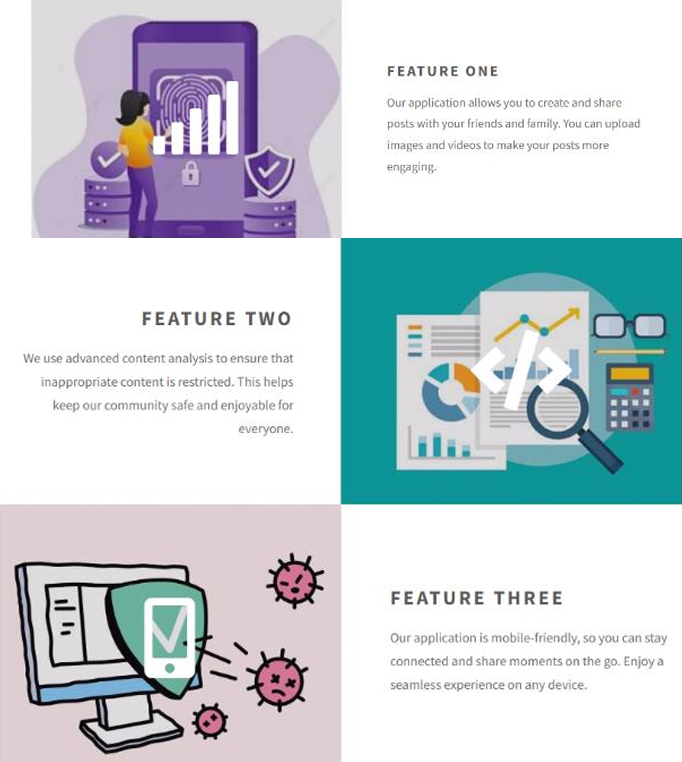 FEATURE ONE
Our application allows you to create and share
posts with your friends and family. You can upload
images and videos to make your posts more
engaging.
FEATURE TWO
We use advanced content analysis to ensure that
inappropriate content is restricted. This helps
keep our community safe and enjoyable for
everyone.
FEATURE THREE
Our application is mobile-friendly, so you can stay
connected and share moments on the go. Enjoy a
seamless experience on any device.